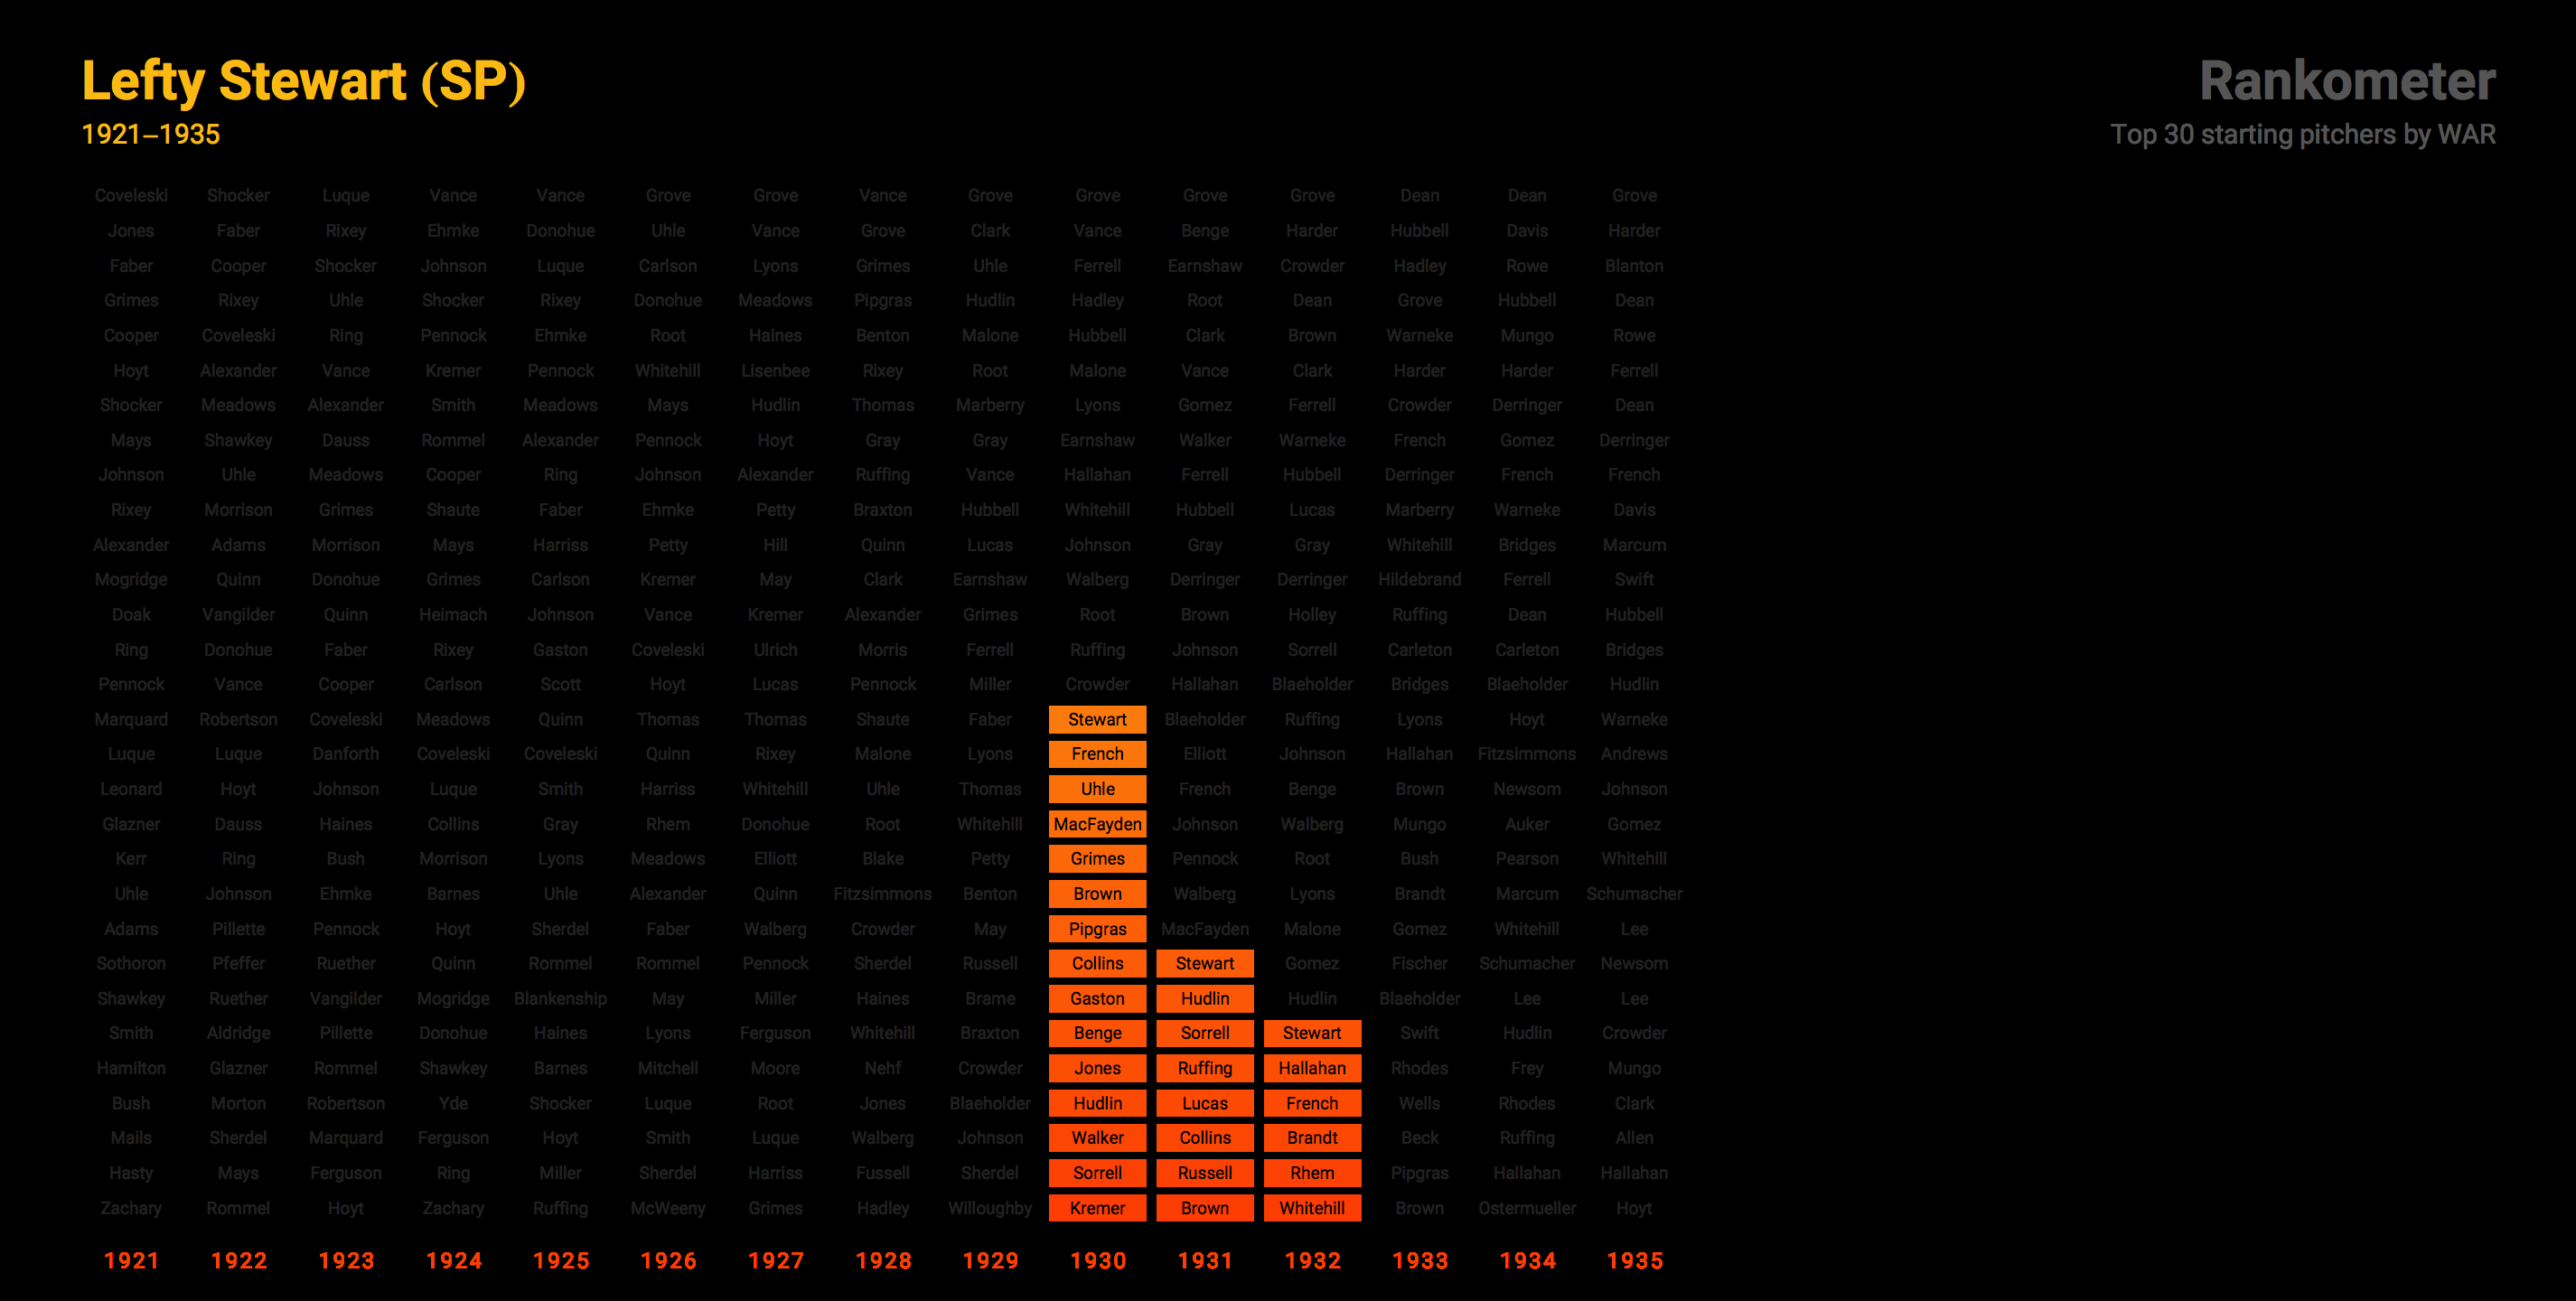 Lefty Stewart (SP)
1921–1935
Rankometer
Top 30 starting pitchers by WAR
Coveleski Shocker Luque Vance Vance Grove Grove Vance Grove Grove Grove Grove Dean Dean Grove
Jones Faber Rixey Ehmke Donohue Uhle Vance Grove Clark Vance Benge Harder Hubbell Davis Harder
Faber Cooper Shocker Johnson Luque Carlson Lyons Grimes Uhle Ferrell Earnshaw Crowder Hadley Rowe Blanton
Grimes Rixey Uhle Shocker Rixey Donohue Meadows Pipgras Hudlin Hadley Root Dean Grove Hubbell Dean
Cooper Coveleski Ring Pennock Ehmke Root Haines Benton Malone Hubbell Clark Brown Warneke Mungo Rowe
Hoyt Alexander Vance Kremer Pennock Whitehill Lisenbee Rixey Root Malone Vance Clark Harder Harder Ferrell
Shocker Meadows Alexander Smith Meadows Mays Hudlin Thomas Marberry Lyons Gomez Ferrell Crowder Derringer Dean
Mays Shawkey Dauss Rommel Alexander Pennock Hoyt Gray Gray Earnshaw Walker Warneke French Gomez Derringer
Johnson Uhle Meadows Cooper Ring Johnson Alexander Ruffing Vance Hallahan Ferrell Hubbell Derringer French French
Rixey Morrison Grimes Shaute Faber Ehmke Petty Braxton Hubbell Whitehill Hubbell Lucas Marberry Warneke Davis
Alexander Adams Morrison Mays Harriss Petty Hill Quinn Lucas Johnson Gray Gray Whitehill Bridges Marcum
Mogridge Quinn Donohue Grimes Carlson Kremer May Clark Earnshaw Walberg Derringer Derringer Hildebrand Ferrell Swift
Doak Vangilder Quinn Heimach Johnson Vance Kremer Alexander Grimes Root Brown Holley Ruffing Dean Hubbell
Ring Donohue Faber Rixey Gaston Coveleski Ulrich Morris Ferrell Ruffing Johnson Sorrell Carleton Carleton Bridges
Pennock Vance Cooper Carlson Scott Hoyt Lucas Pennock Miller Crowder Hallahan Blaeholder Bridges Blaeholder Hudlin
Marquard Robertson Coveleski Meadows Quinn Thomas Thomas Shaute Faber Stewart Blaeholder Ruffing Lyons Hoyt Warneke
Luque Luque Danforth Coveleski Coveleski Quinn Rixey Malone Lyons French Elliott Johnson Hallahan Fitzsimmons Andrews
Leonard Hoyt Johnson Luque Smith Harriss Whitehill Uhle Thomas Uhle French Benge Brown Newsom Johnson
Glazner Dauss Haines Collins Gray Rhem Donohue Root Whitehill MacFayden Johnson Walberg Mungo Auker Gomez
Kerr Ring Bush Morrison Lyons Meadows Elliott Blake Petty Grimes Pennock Root Bush Pearson Whitehill
Uhle Johnson Ehmke Barnes Uhle Alexander Quinn Fitzsimmons Benton Brown Walberg Lyons Brandt Marcum Schumacher
Adams Pillette Pennock Hoyt Sherdel Faber Walberg Crowder May Pipgras MacFayden Malone Gomez Whitehill Lee
Sothoron Pfeffer Ruether Quinn Rommel Rommel Pennock Sherdel Russell Collins Stewart Gomez Fischer Schumacher Newsom
Shawkey Ruether Vangilder Mogridge Blankenship May Miller Haines Brame Gaston Hudlin Hudlin Blaeholder Lee Lee
Smith Aldridge Pillette Donohue Haines Lyons Ferguson Whitehill Braxton Benge Sorrell Stewart Swift Hudlin Crowder
Hamilton Glazner Rommel Shawkey Barnes Mitchell Moore Nehf Crowder Jones Ruffing Hallahan Rhodes Frey Mungo
Bush Morton Robertson Yde Shocker Luque Root Jones Blaeholder Hudlin Lucas French Wells Rhodes Clark
Mails Sherdel Marquard Ferguson Hoyt Smith Luque Walberg Johnson Walker Collins Brandt Beck Ruffing Allen
Hasty Mays Ferguson Ring Miller Sherdel Harriss Fussell Sherdel Sorrell Russell Rhem Pipgras Hallahan Hallahan
Zachary Rommel Hoyt Zachary Ruffing McWeeny Grimes Hadley Willoughby Kremer Brown Whitehill Brown Ostermueller Hoyt
1921 1922 1923 1924 1925 1926 1927 1928 1929 1930 1931 1932 1933 1934 1935